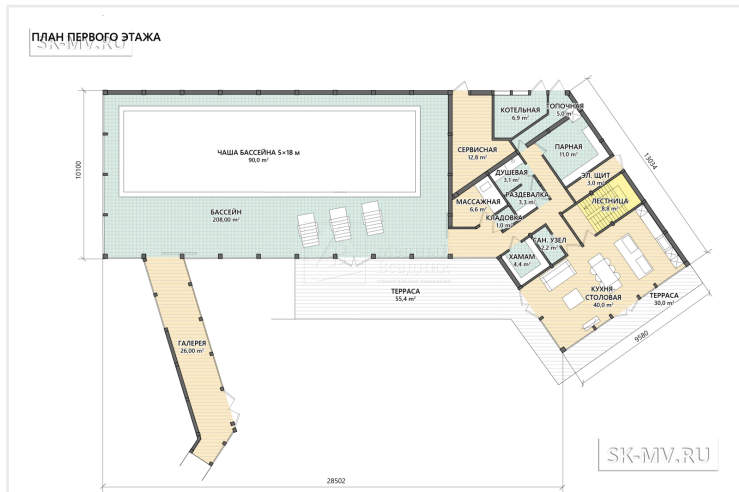 ПЛАН ПЕРВОГО ЭТАЖА
SK-MV.RU
КОТЕЛЬНАЯ
6,9 m²
ТОПОЧНАЯ
5,0 m²
10100
13034
ЧАША БАССЕЙНА 5×18 м
90,0 m²
СЕРВИСНАЯ
12,8 m²
ПАРНАЯ
11,0 m²
ДУШЕВАЯ
3,1 m²
ЭЛ. ЩИТ
3,0 m²
РАЗДЕВАЛКА
3,3 m²
МАССАЖНАЯ
6,6 m²
ЛЕСТНИЦА
8,8 m²
БАССЕЙН
208,00 m²
КЛАДОВКА
1,0 m²
САН. УЗЕЛ
2,2 m²
ХАМАМ
4,4 m²
Медный
Всадник
ТЕРРАСА
55,4 m²
КУХНЯ-
СТОЛОВАЯ
40,0 m²
ТЕРРАСА
30,0 m²
9580
ГАЛЕРЕЯ
26,00 m²
SK-MV.RU
28502